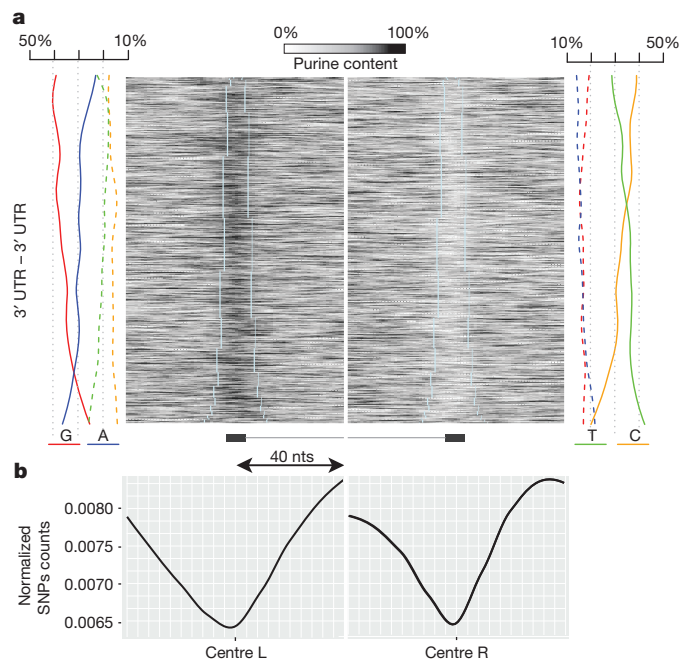 a
50% 10%
0% 100%
Purine content
10% 50%
3′ UTR – 3′ UTR
G A
T C
40 nts
b
Normalized
SNPs counts
0.0080
0.0075
0.0070
0.0065
Centre L
Centre R